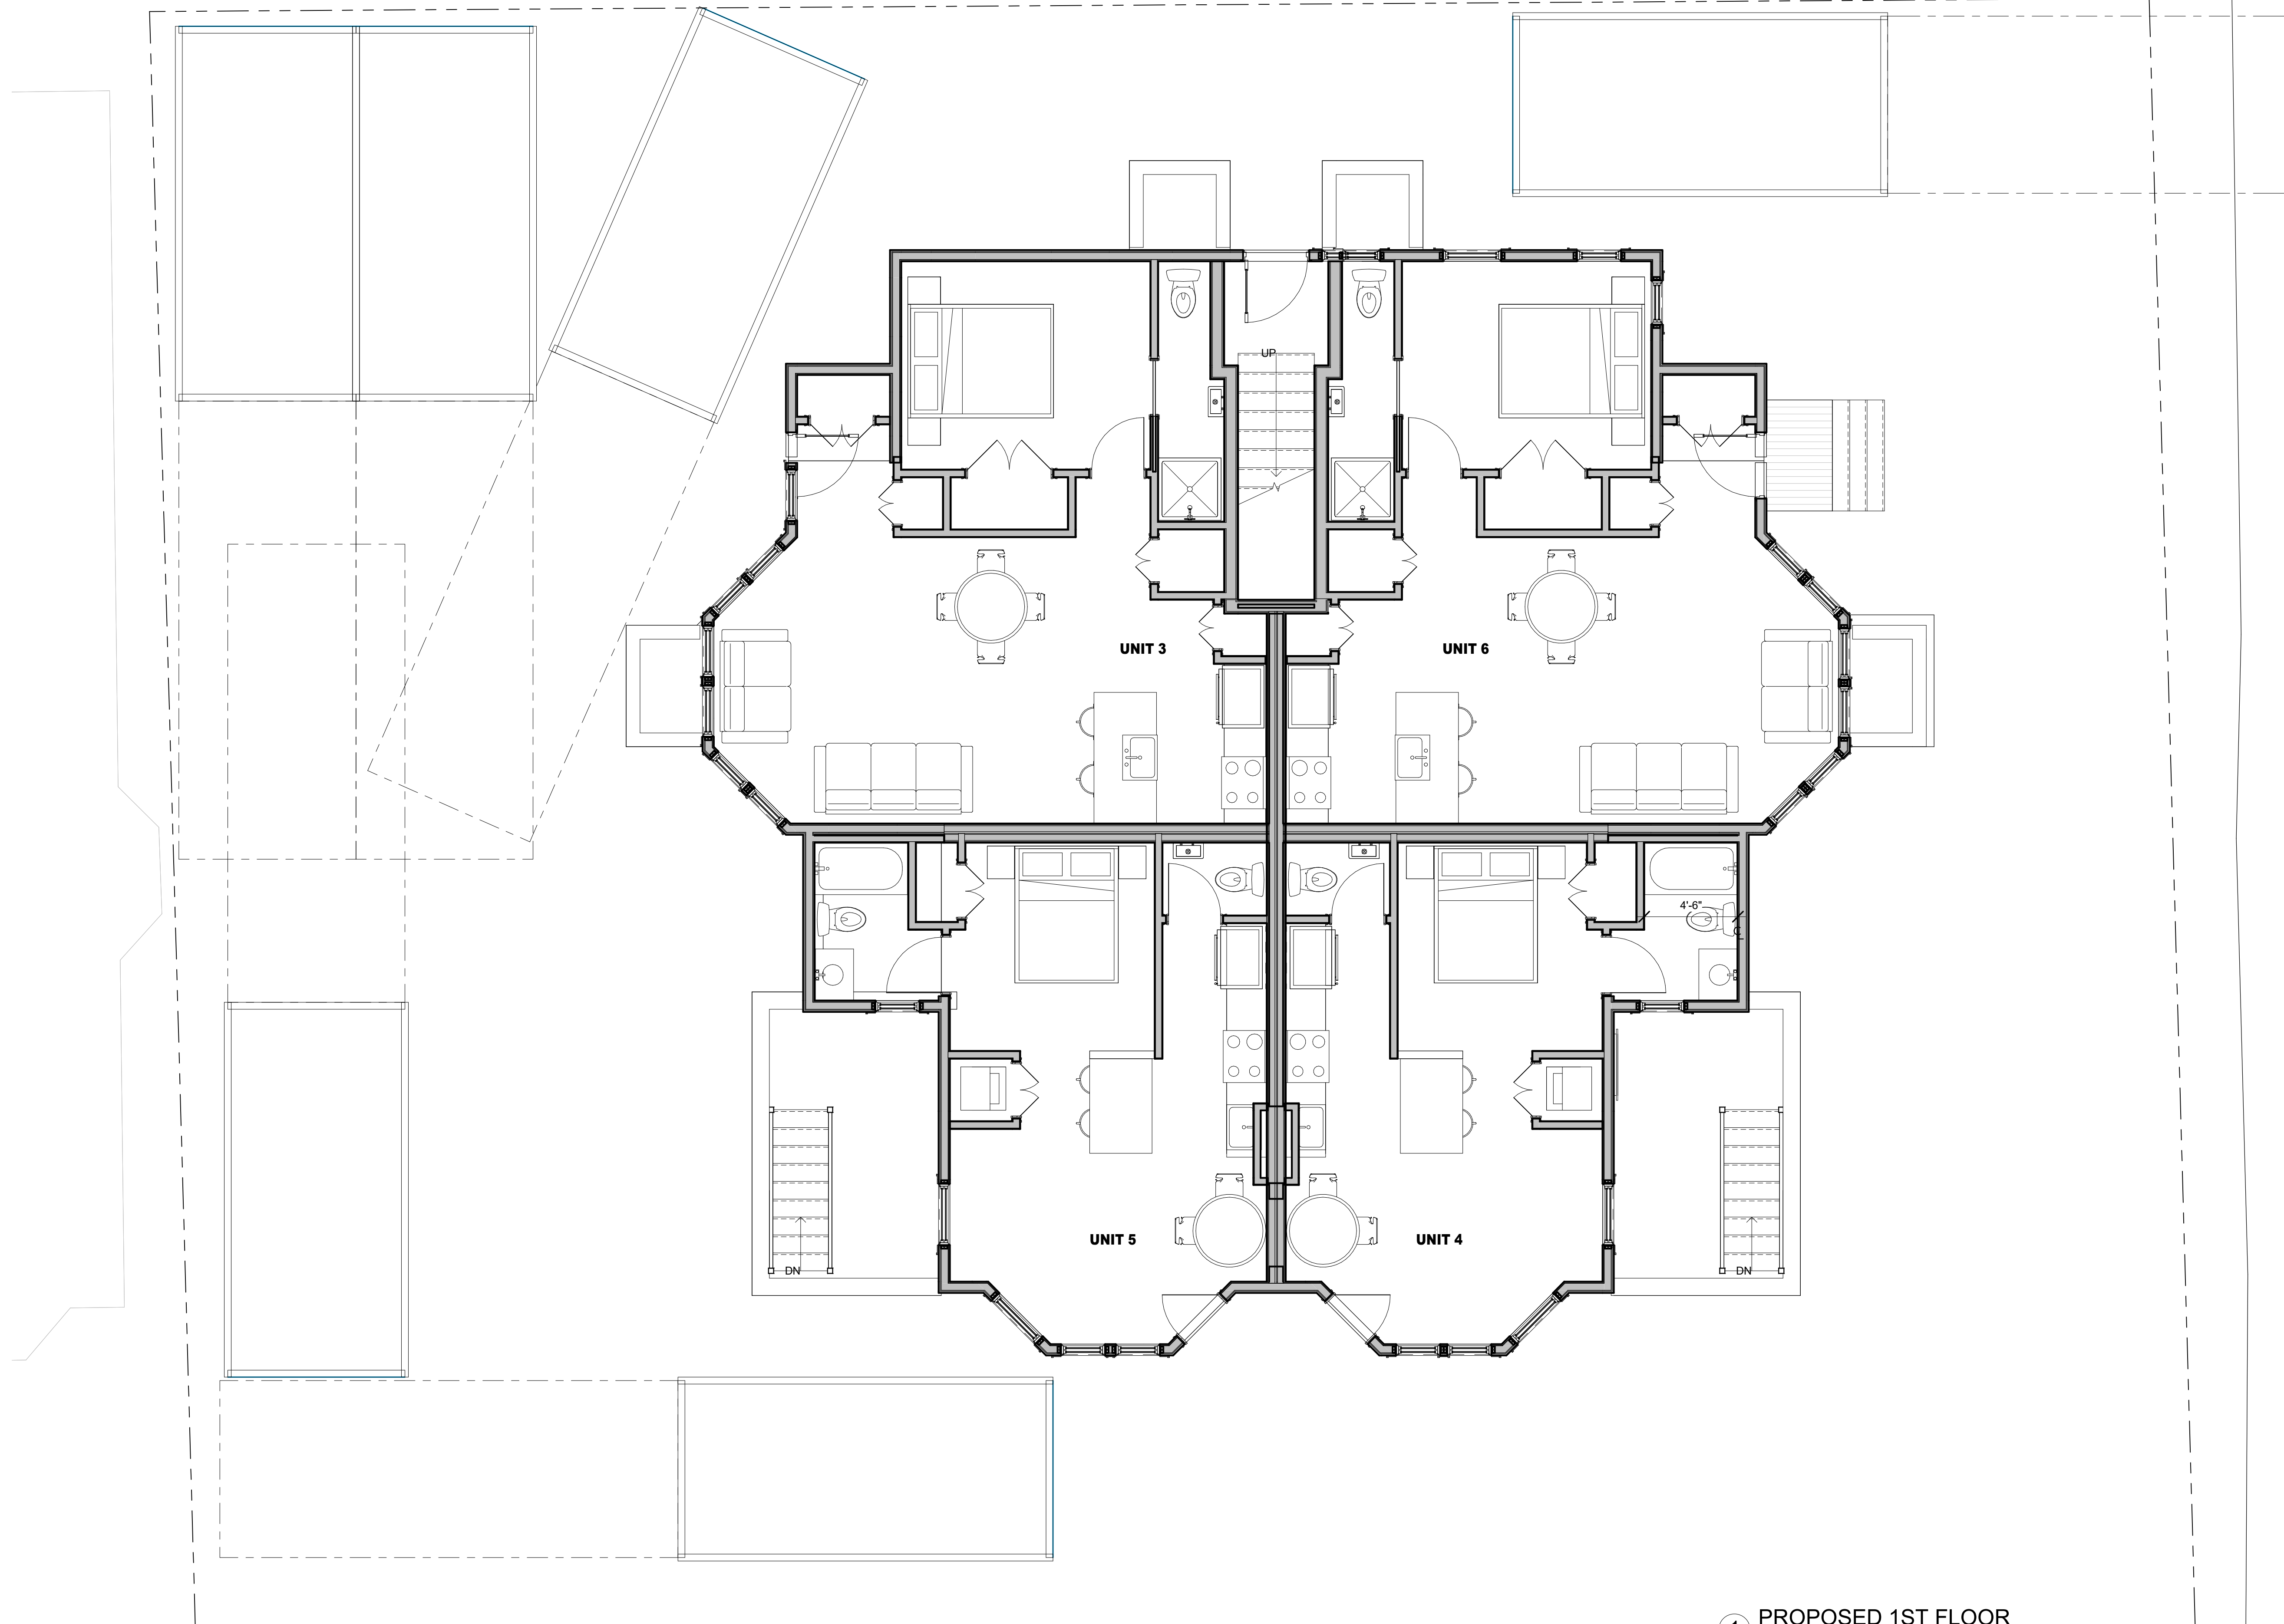 UP
UNIT 3
UNIT 6
4'-6"
C
UNIT 5
UNIT 4
DN
DN
PROPOSED 1ST FLOOR